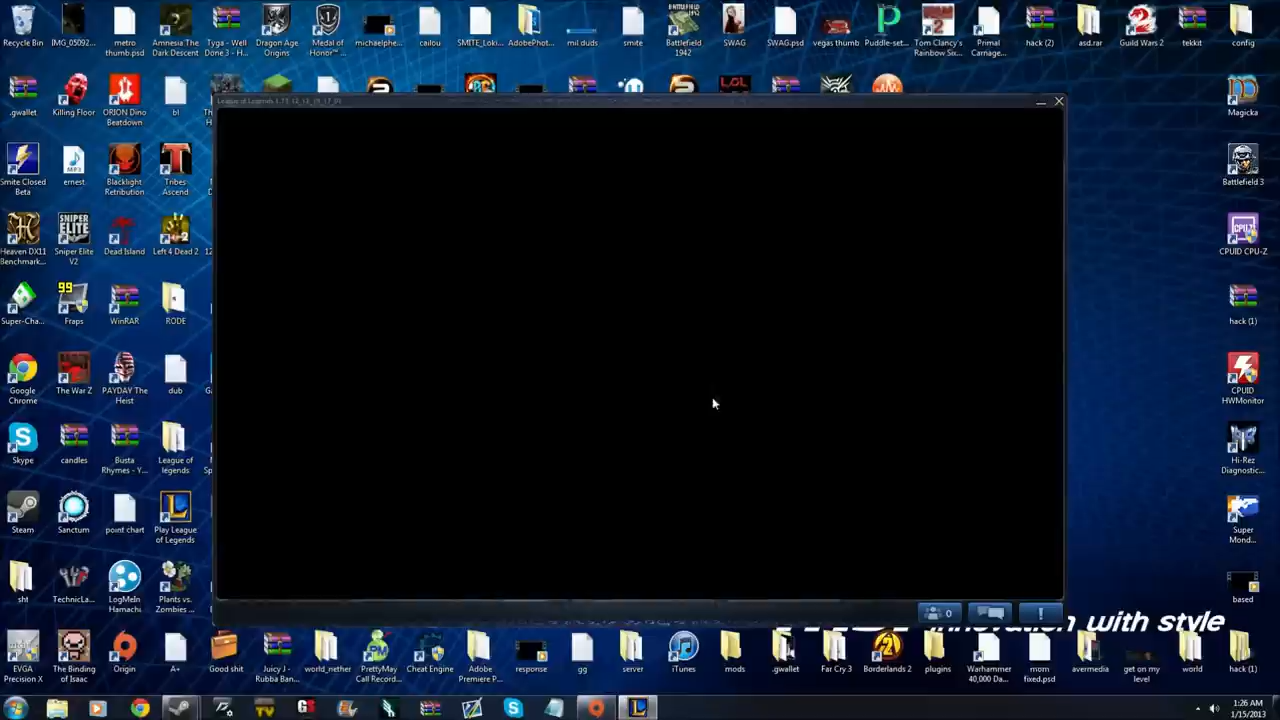 Recycle Bin
IMG_05092...
metro
thumb.psd
Amnesia The
Dark Descent
Tyga - Well
Done 3 - H...
Dragon Age
Origins
Medal of
Honor™ ...
michaelphe...
cailou
SMITE_Loki...
AdobePhot...
mil duds
smite
Battlefield
1942
SWAG
SWAG.psd
vegas thumb
Puddle-set...
Tom Clancy's
Rainbow Six...
Primal
Carnage...
hack (2)
asd.rar
Guild Wars 2
tekkit
config
.gwallet
Killing Floor
ORION Dino
Beatdown
bl
LOL
Magicka
Smite Closed
Beta
ernest
Blacklight
Retribution
Tribes
Ascend
Battlefield 3
Heaven DX11
Benchmark...
Sniper Elite
V2
Dead Island
Left 4 Dead 2
CPUID CPU-Z
Super-Cha...
99
Fraps
WinRAR
RODE
hack (1)
Google
Chrome
The War Z
PAYDAY The
Heist
dub
CPUID
HWMonitor
Skype
candles
Busta
Rhymes - Y...
League of
legends
Hi-Rez
Diagnostic...
Steam
Sanctum
point chart
Play League
of Legends
Super
Mond...
sht
TechnicLa...
LogMeIn
Hamachi
Plants vs.
Zombies ...
based
0
innovation with style
EVGA
Precision X
The Binding
of Isaac
Origin
A+
Good shit
Juicy J -
Rubba Ban...
world_nether
PrettyMay
Call Record...
Cheat Engine
Adobe
Premiere P...
response
gg
server
iTunes
mods
.gwallet
Far Cry 3
Borderlands 2
plugins
Warhammer
40,000 Da...
mom
fixed.psd
avermedia
get on my
level
world
hack (1)
1:26 AM
1/15/2013